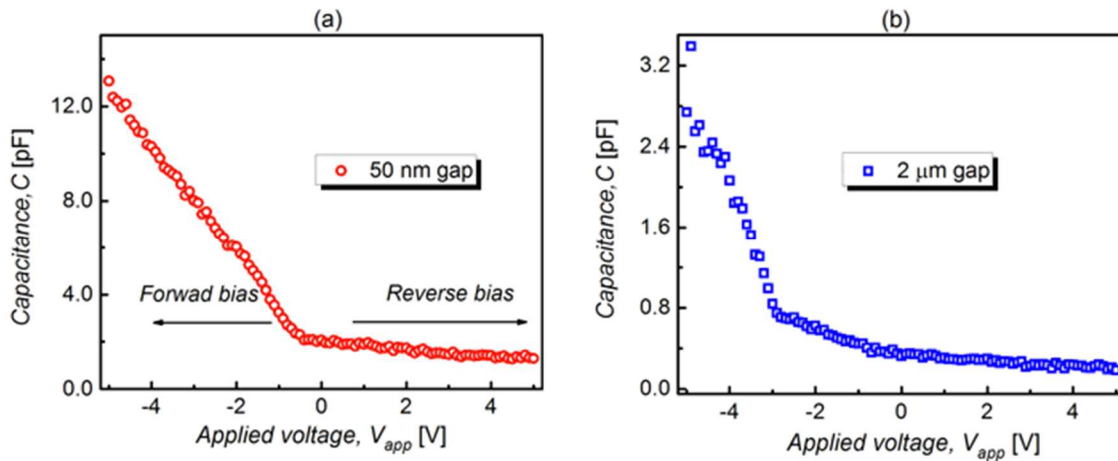 (a)
Capacitance, C [pF]
12.0
8.0
4.0
0.0
50 nm gap
Forwad bias
Reverse bias
-4
-2
0
2
4
Applied voltage, V_app [V]
(b)
Capacitance, C [pF]
3.2
2.4
1.6
0.8
0.0
2 μm gap
-4
-2
0
2
4
Applied voltage, V_app [V]